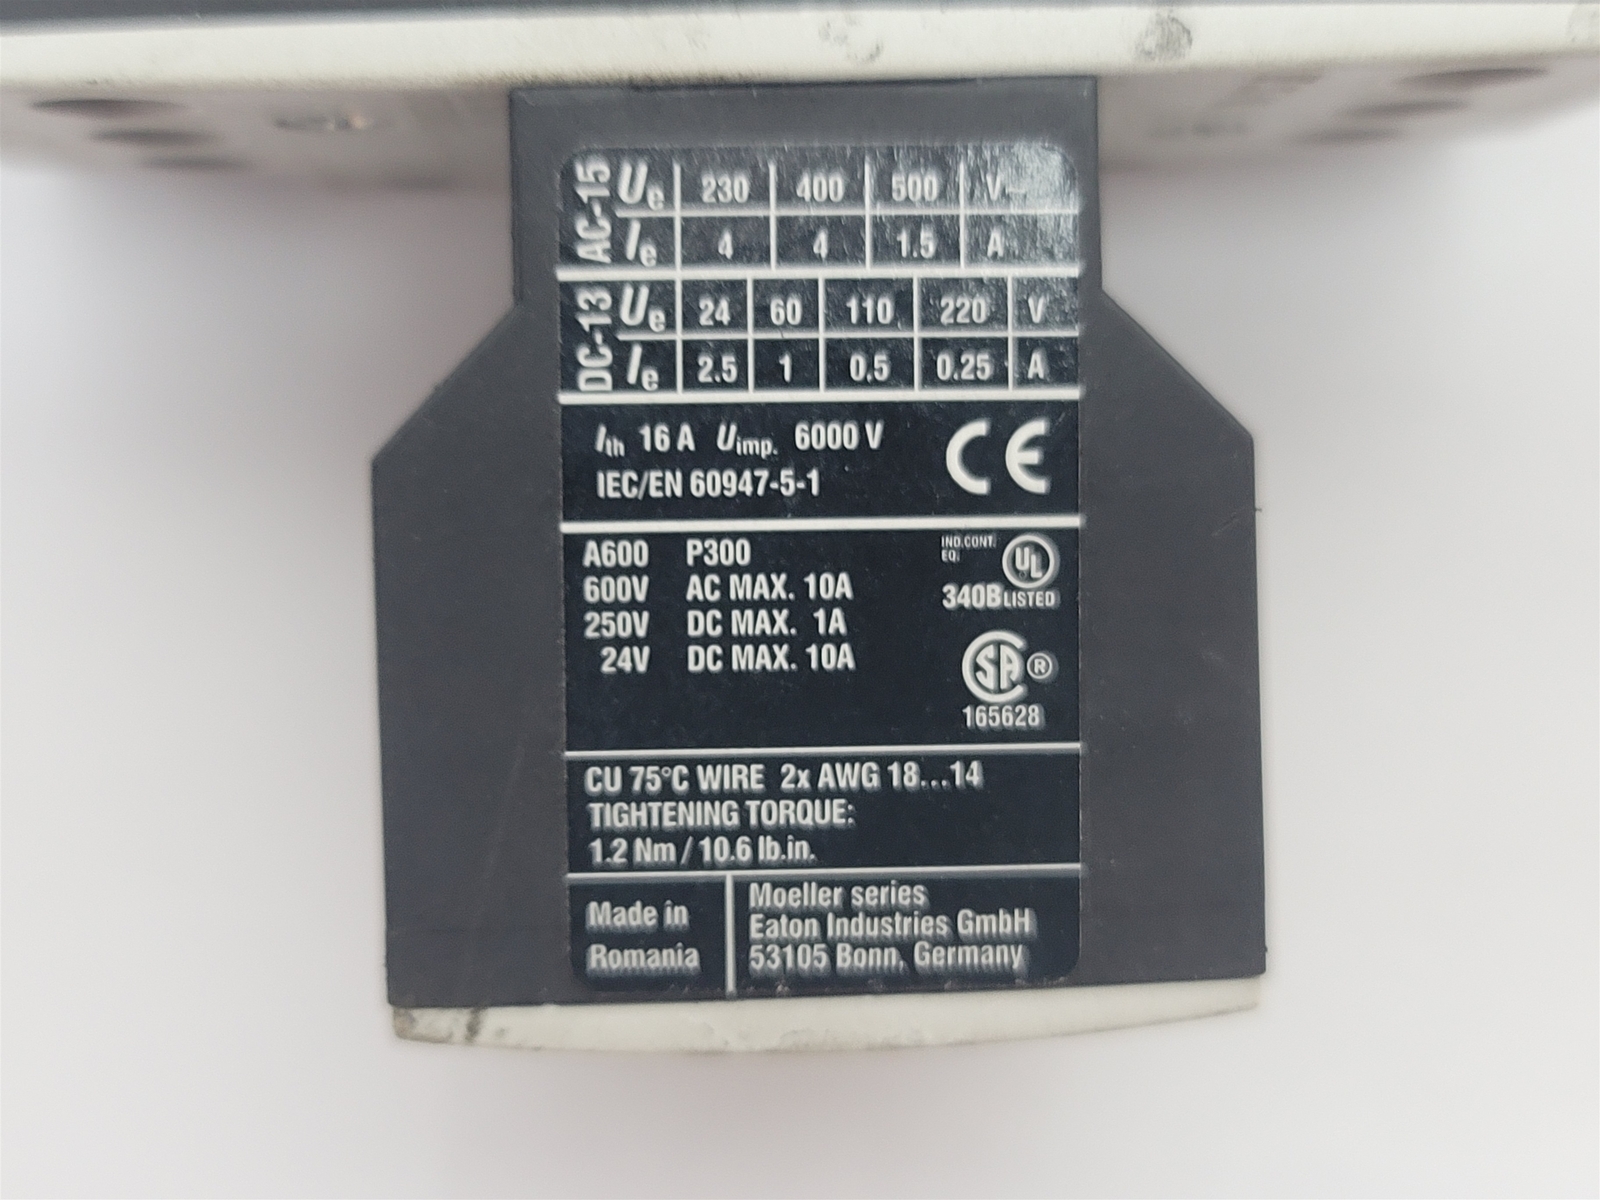 AC-15 Ue 230 400 500 V~
Ie 4 4 1.5 A
DC-13 Ue 24 60 110 220 V
Ie 2.5 1 0.5 0.25 A
Ith 16 A Uimp. 6000 V
IEC/EN 60947-5-1
CE
A600 P300
600V AC MAX. 10A
250V DC MAX. 1A
24V DC MAX. 10A
IND.CONT.
EQ.
UL
340B LISTED
SA ®
165628
CU 75°C WIRE 2x AWG 18...14
TIGHTENING TORQUE:
1.2 Nm / 10.6 lb.in.
Made in
Romania
Moeller series
Eaton Industries GmbH
53105 Bonn, Germany